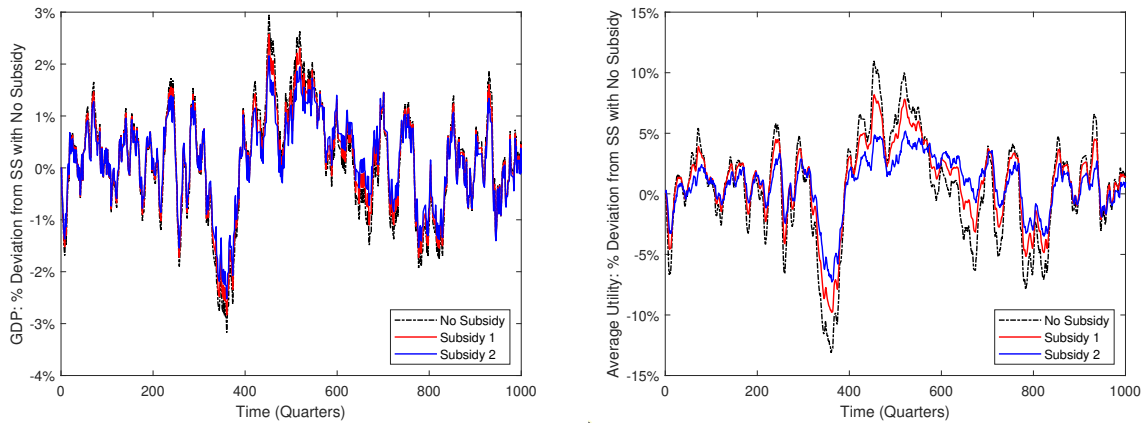 GDP: % Deviation from SS with No Subsidy
3%
2%
1%
0%
-1%
-2%
-3%
-4%
0 200 400 600 800 1000
Time (Quarters)
No Subsidy
Subsidy 1
Subsidy 2
Average Utility: % Deviation from SS with No Subsidy
15%
10%
5%
0%
-5%
-10%
-15%
0 200 400 600 800 1000
Time (Quarters)
No Subsidy
Subsidy 1
Subsidy 2